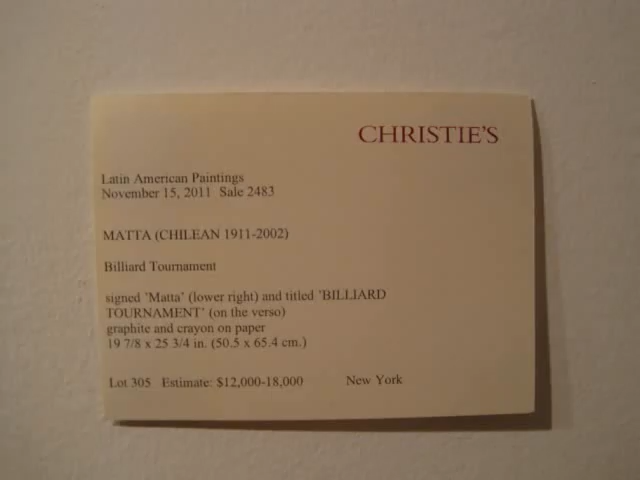 CHRISTIE'S
Latin American Paintings
November 15, 2011 Sale 2483
MATTA (CHILEAN 1911-2002)
Billiard Tournament
signed 'Matta' (lower right) and titled 'BILLIARD
TOURNAMENT' (on the verso)
graphite and crayon on paper
19 7/8 x 25 3/4 in. (50.5 x 65.4 cm.)
Lot 305 Estimate: $12,000-18,000 New York